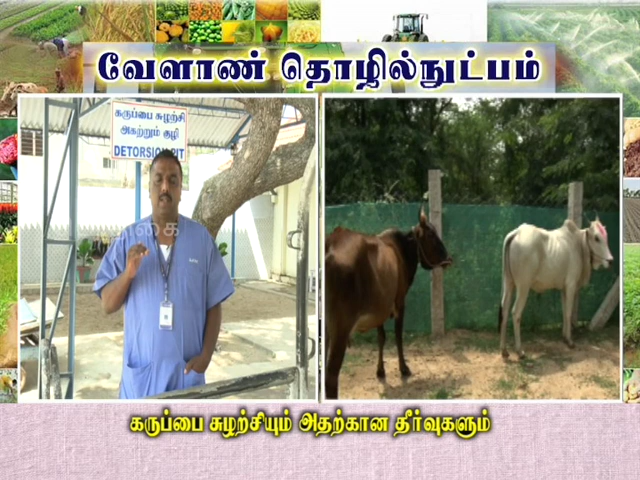 வேளாண் தொழில்நுட்பம்
கருப்பை சுழற்சி
அகற்றும் குழி
DETORSION PIT
கருப்பை சுழற்சியும் அதற்கான தீர்வுகளும்